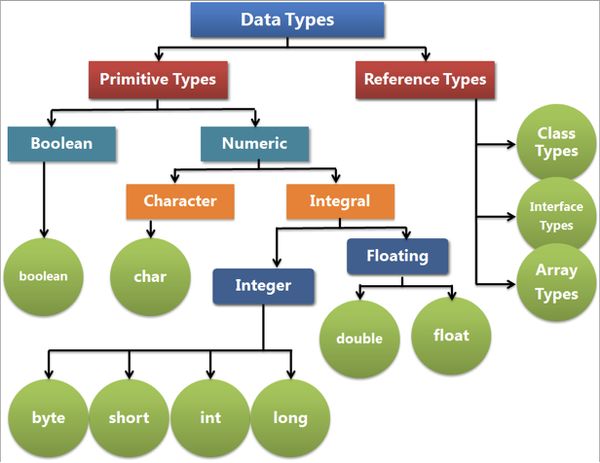 Data Types
Primitive Types
Reference Types
Boolean
Numeric
Class
Types
Character
Integral
Interface
Types
boolean
char
Integer
Floating
Array
Types
double
float
byte
short
int
long